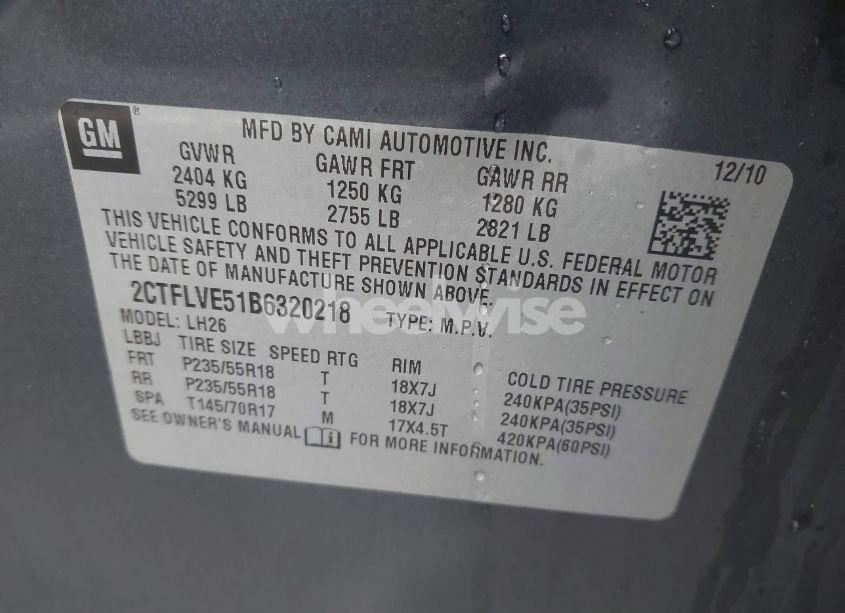 GM
MFD BY CAMI AUTOMOTIVE INC.
12/10
GVWR GAWR FRT GAWR RR
2404 KG 1250 KG 1280 KG
5299 LB 2755 LB 2821 LB
THIS VEHICLE CONFORMS TO ALL APPLICABLE U.S. FEDERAL MOTOR
VEHICLE SAFETY AND THEFT PREVENTION STANDARDS IN EFFECT ON
THE DATE OF MANUFACTURE SHOWN ABOVE.
2CTFLVE51B6320218 TYPE: M.P.V.
wheelwise
MODEL: LH26
LBBJ TIRE SIZE SPEED RTG RIM COLD TIRE PRESSURE
FRT P235/55R18 T 18X7J 240KPA(35PSI)
RR P235/55R18 T 18X7J 240KPA(35PSI)
SPA T145/70R17 M 17X4.5T 420KPA(60PSI)
SEE OWNER'S MANUAL FOR MORE INFORMATION.